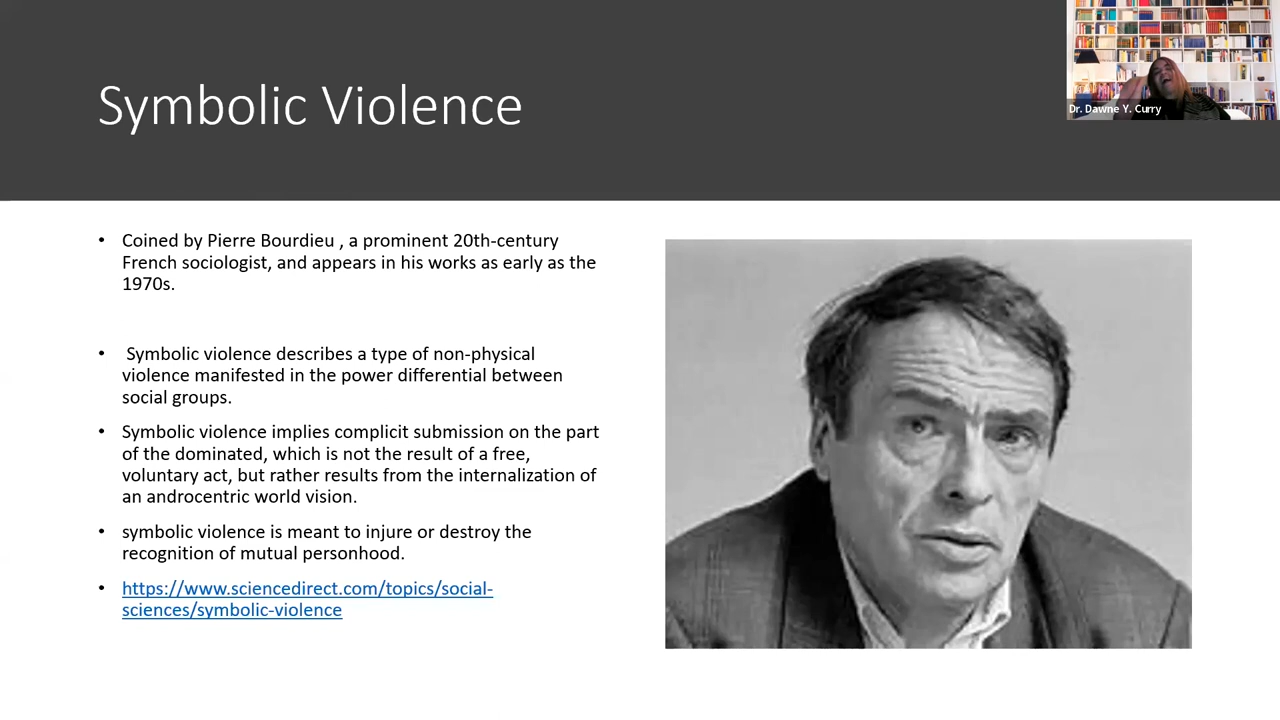 Symbolic Violence
Dr. Dawne Y. Curry
• Coined by Pierre Bourdieu , a prominent 20th-century
French sociologist, and appears in his works as early as the
1970s.
• Symbolic violence describes a type of non-physical
violence manifested in the power differential between
social groups.
• Symbolic violence implies complicit submission on the part
of the dominated, which is not the result of a free,
voluntary act, but rather results from the internalization of
an androcentric world vision.
• symbolic violence is meant to injure or destroy the
recognition of mutual personhood.
• https://www.sciencedirect.com/topics/social-
sciences/symbolic-violence